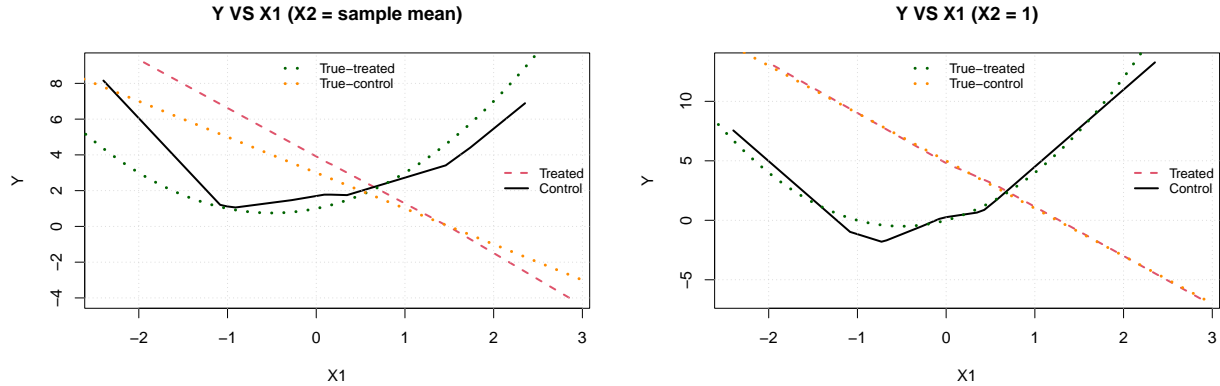 Y VS X1 (X2 = sample mean)
True−treated
True−control
Treated
Control
8
6
4
2
0
−2
−4
Y
−2
−1
0
1
2
3
X1
Y VS X1 (X2 = 1)
True−treated
True−control
Treated
Control
10
5
0
−5
Y
−2
−1
0
1
2
3
X1